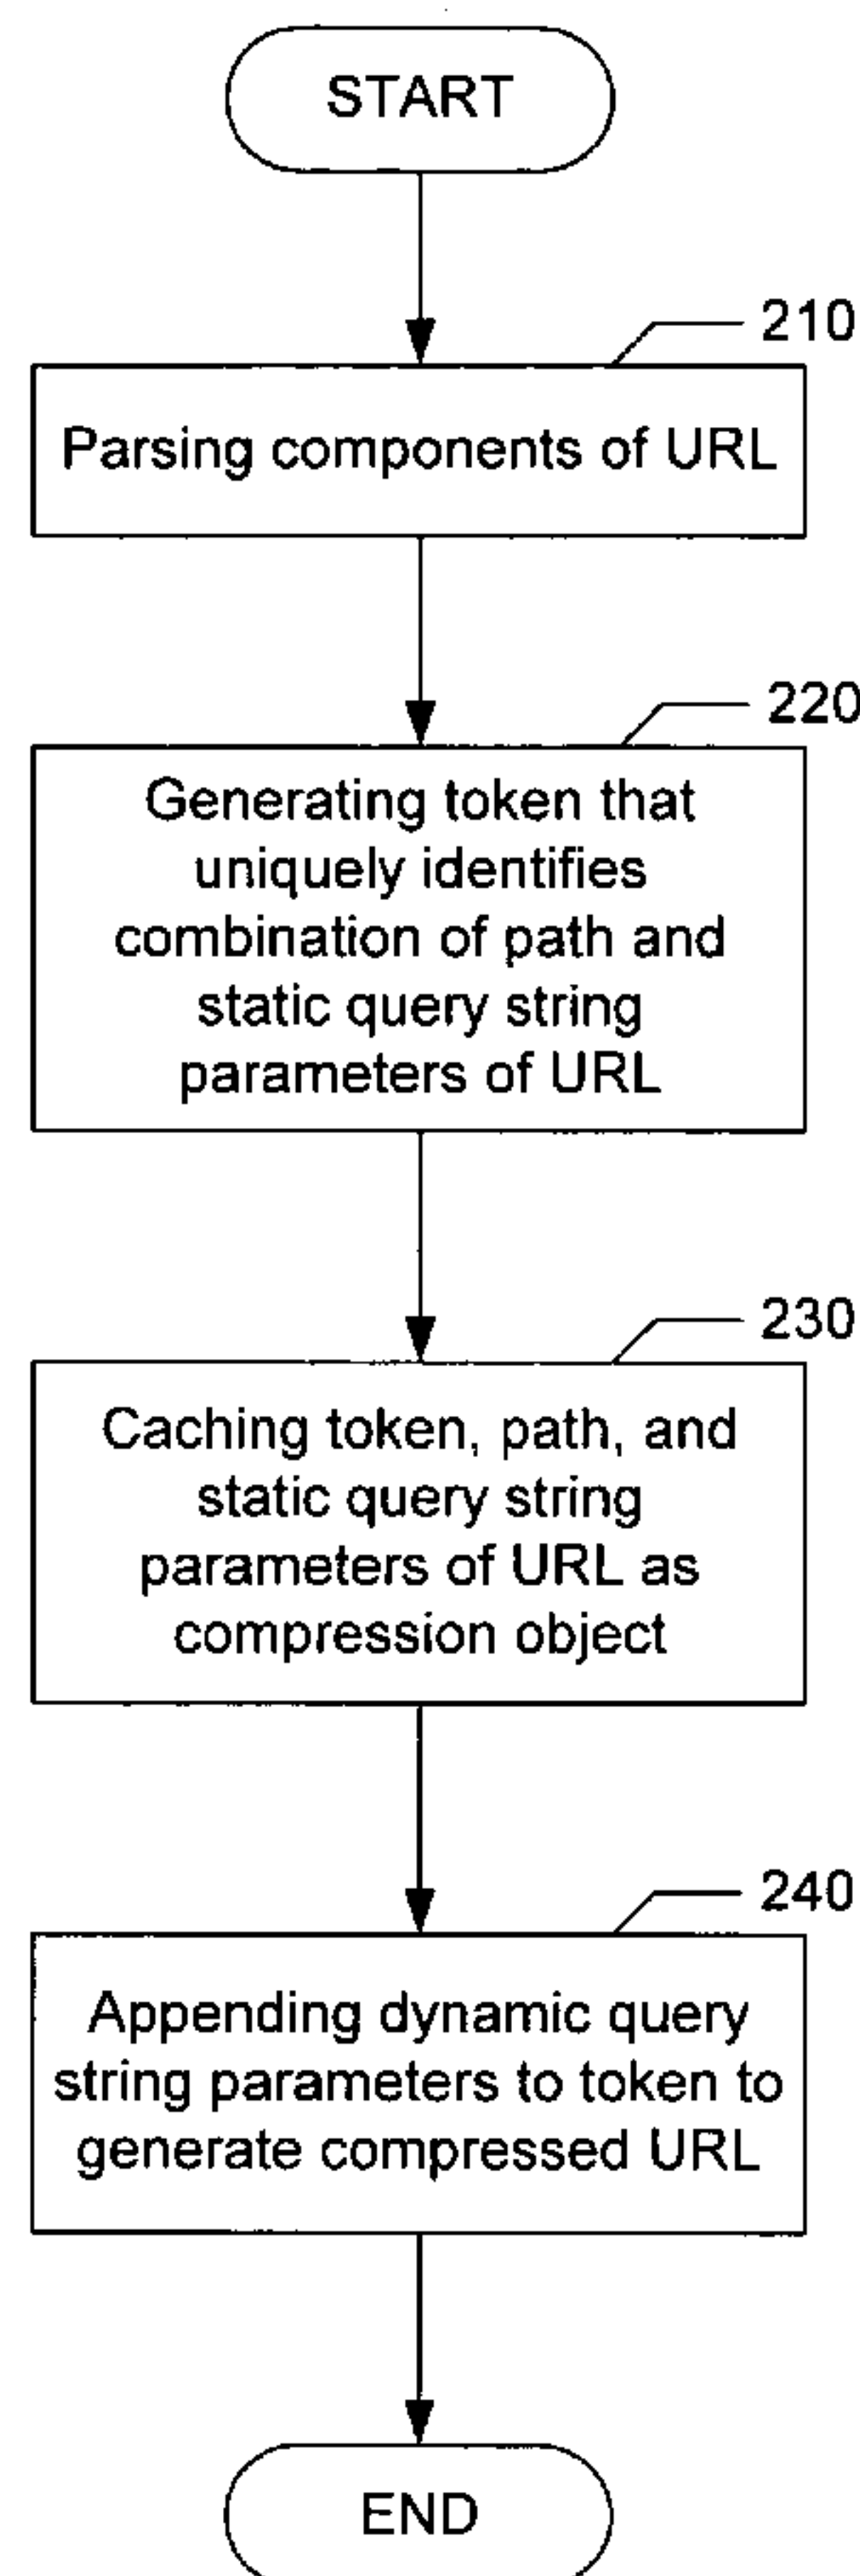 START
210
Parsing components of URL
220
Generating token that
uniquely identifies
combination of path and
static query string
parameters of URL
230
Caching token, path, and
static query string
parameters of URL as
compression object
240
Appending dynamic query
string parameters to token to
generate compressed URL
END